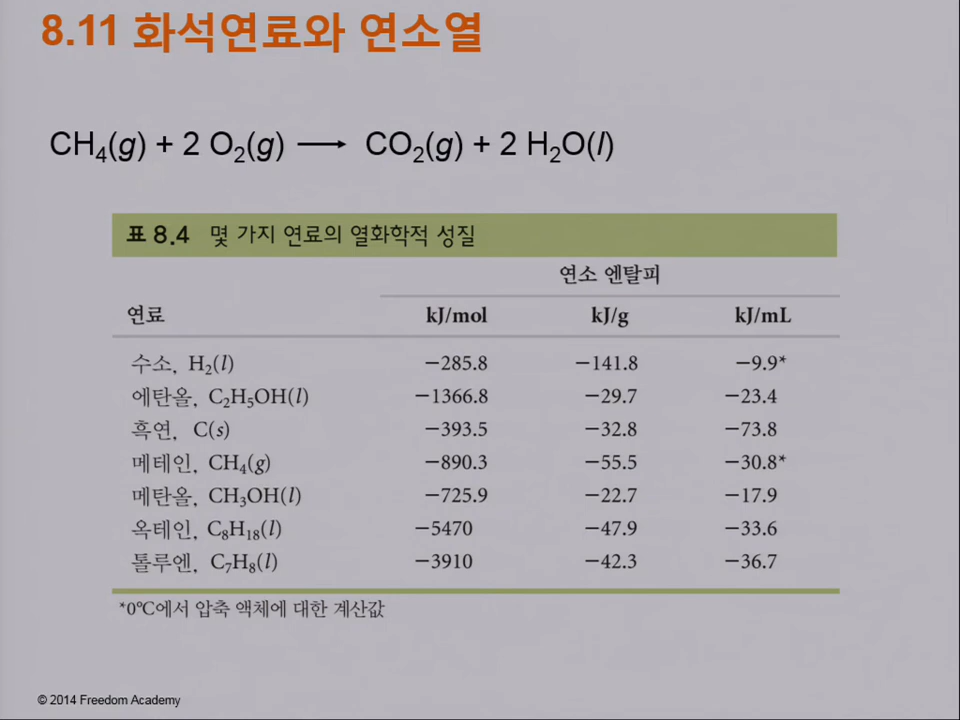 8.11 화석연료와 연소열
CH₄(g) + 2 O₂(g) ⟶ CO₂(g) + 2 H₂O(l)
표 8.4 몇 가지 연료의 열화학적 성질
연소 엔탈피
연료 kJ/mol kJ/g kJ/mL
수소, H₂(l) −285.8 −141.8 −9.9*
에탄올, C₂H₅OH(l) −1366.8 −29.7 −23.4
흑연, C(s) −393.5 −32.8 −73.8
메테인, CH₄(g) −890.3 −55.5 −30.8*
메탄올, CH₃OH(l) −725.9 −22.7 −17.9
옥테인, C₈H₁₈(l) −5470 −47.9 −33.6
톨루엔, C₇H₈(l) −3910 −42.3 −36.7
*0°C에서 압축 액체에 대한 계산값
© 2014 Freedom Academy